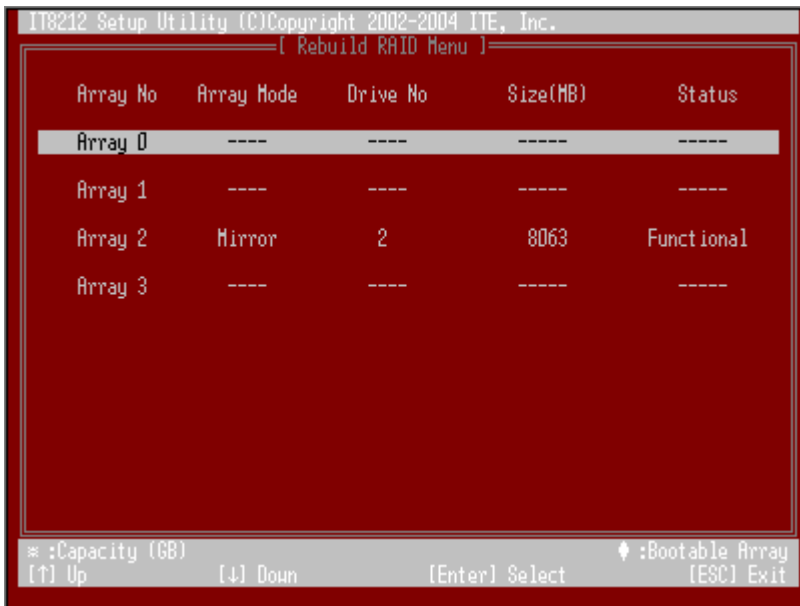 IT8212 Setup Utility (C)Copyright 2002-2004 ITE, Inc.
[ Rebuild RAID Menu ]
Array No Array Mode Drive No Size(MB) Status
Array 0 ---- ---- ----- -----
Array 1 ---- ---- ----- -----
Array 2 Mirror 2 8063 Functional
Array 3 ---- ---- ----- -----
* :Capacity (GB) ♦ :Bootable Array
[↑] Up [↓] Down [Enter] Select [ESC] Exit